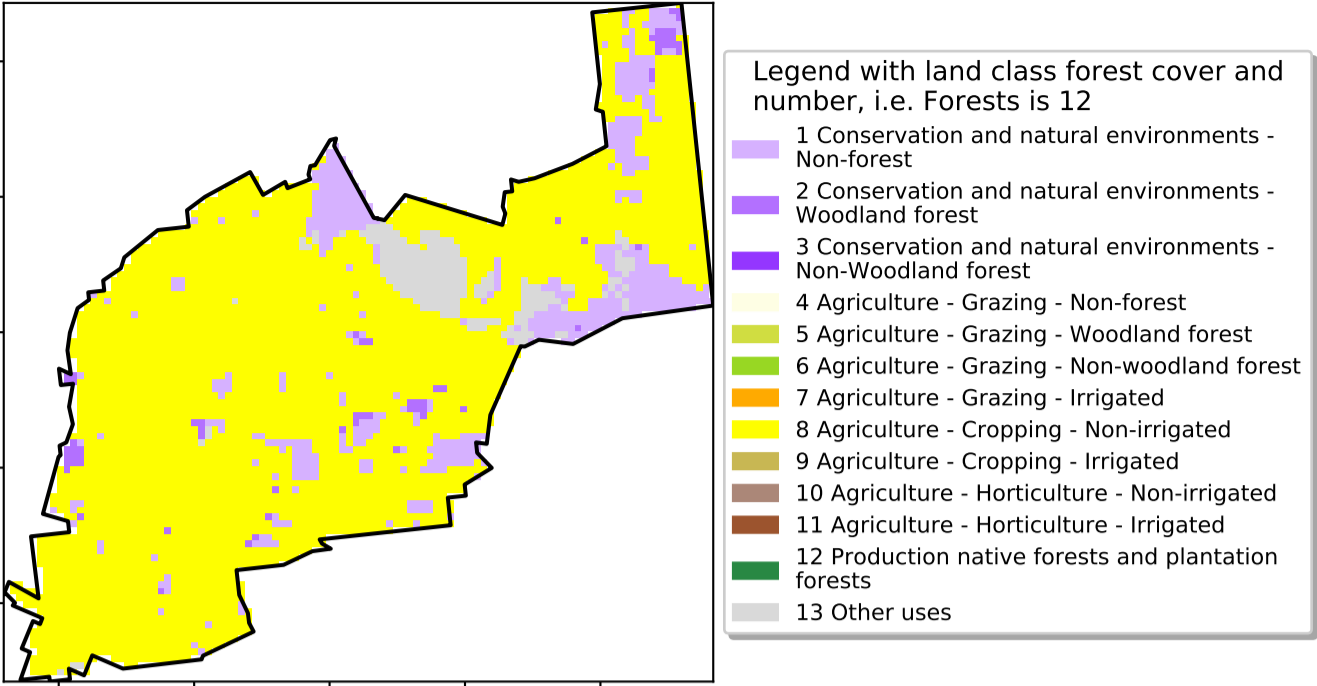 Legend with land class forest cover and
number, i.e. Forests is 12
1 Conservation and natural environments -
Non-forest
2 Conservation and natural environments -
Woodland forest
3 Conservation and natural environments -
Non-Woodland forest
4 Agriculture - Grazing - Non-forest
5 Agriculture - Grazing - Woodland forest
6 Agriculture - Grazing - Non-woodland forest
7 Agriculture - Grazing - Irrigated
8 Agriculture - Cropping - Non-irrigated
9 Agriculture - Cropping - Irrigated
10 Agriculture - Horticulture - Non-irrigated
11 Agriculture - Horticulture - Irrigated
12 Production native forests and plantation
forests
13 Other uses